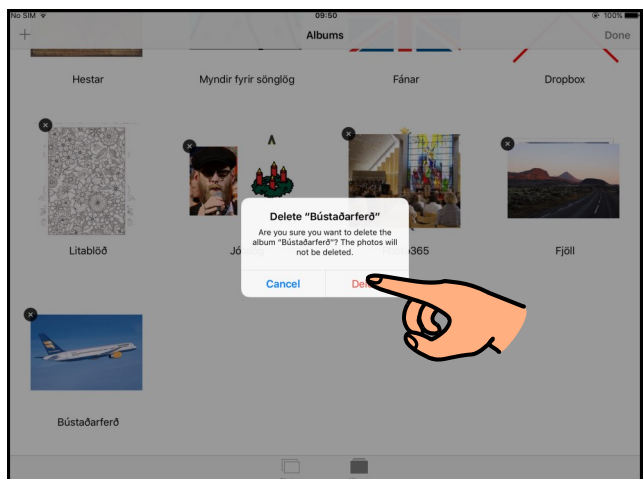 No SIM 09:50 100%
Albums Done
Hestar Myndir fyrir sönglög Fánar Dropbox
Delete “Bústaðarferð”
Are you sure you want to delete the
album “Bústaðarferð”? The photos will
not be deleted.
Litablöð 365 Fjöll
Cancel
Bústaðarferð